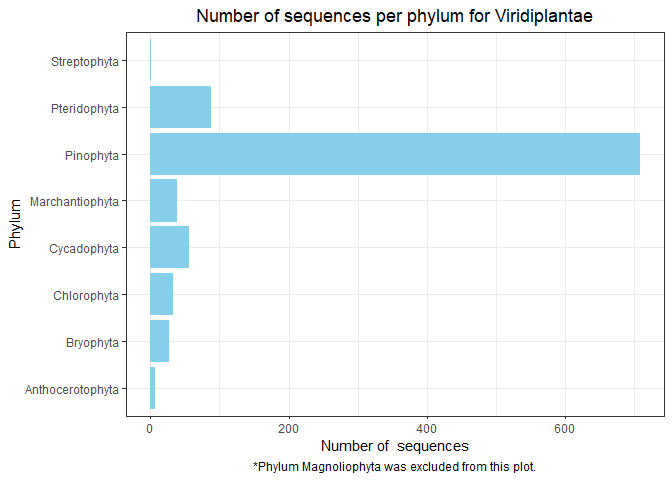 Number of sequences per phylum for Viridiplantae
Streptophyta
Pteridophyta
Pinophyta
Marchantiophyta
Cycadophyta
Chlorophyta
Bryophyta
Anthocerotophyta
Phylum
0 200 400 600
Number of  sequences
*Phylum Magnoliophyta was excluded from this plot.